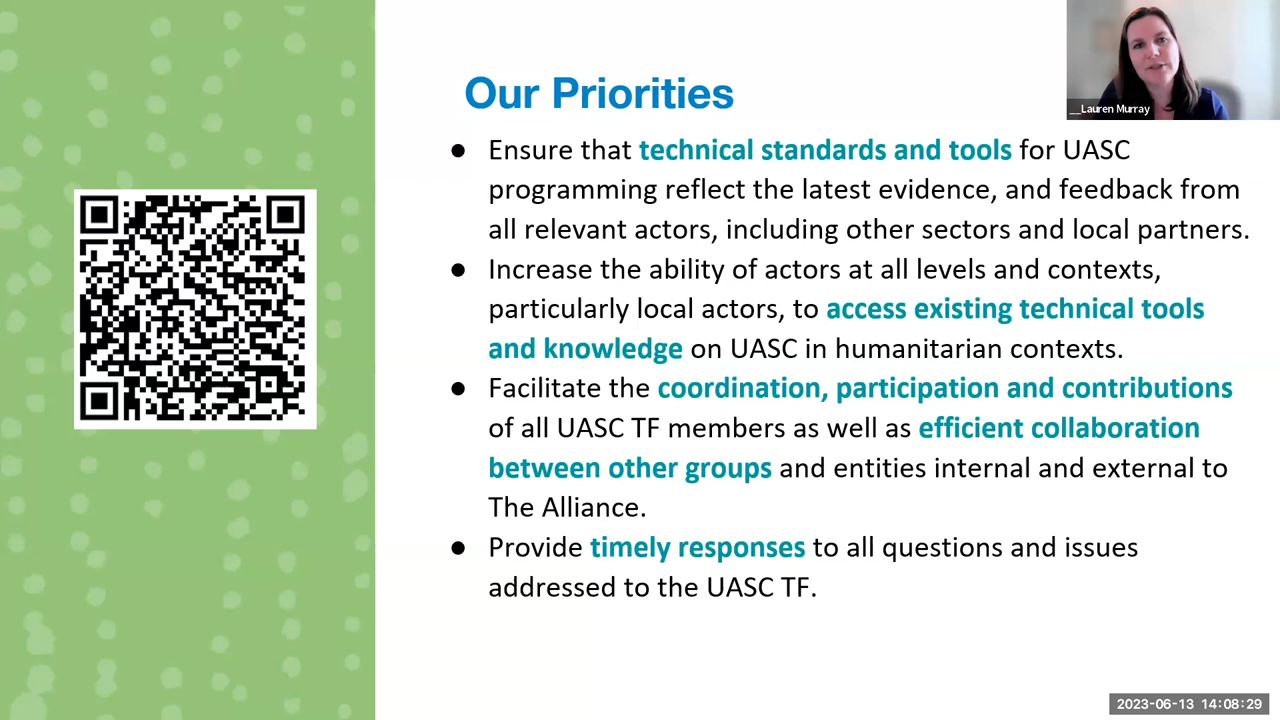 Our Priorities
__Lauren Murray
● Ensure that technical standards and tools for UASC
programming reflect the latest evidence, and feedback from
all relevant actors, including other sectors and local partners.
● Increase the ability of actors at all levels and contexts,
particularly local actors, to access existing technical tools
and knowledge on UASC in humanitarian contexts.
● Facilitate the coordination, participation and contributions
of all UASC TF members as well as efficient collaboration
between other groups and entities internal and external to
The Alliance.
● Provide timely responses to all questions and issues
addressed to the UASC TF.
2023-06-13 14:08:29